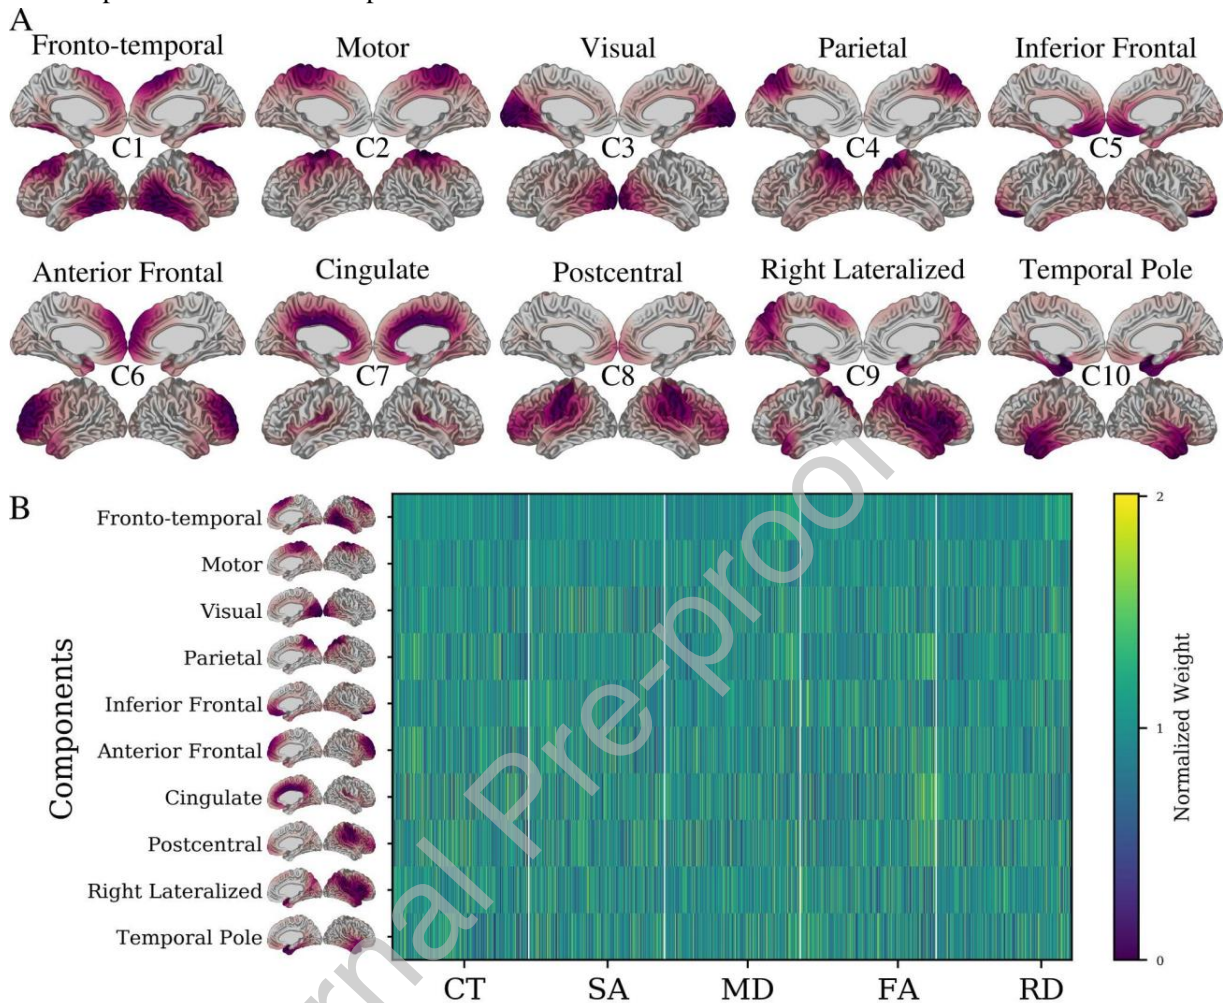 A
Fronto-temporal Motor Visual Parietal Inferior Frontal
C1 C2 C3 C4 C5
Anterior Frontal Cingulate Postcentral Right Lateralized Temporal Pole
C6 C7 C8 C9 C10
B
Components
Fronto-temporal
Motor
Visual
Parietal
Inferior Frontal
Anterior Frontal
Cingulate
Postcentral
Right Lateralized
Temporal Pole
CT SA MD FA RD
2
1
0
Normalized Weight
rnal Pre-proof